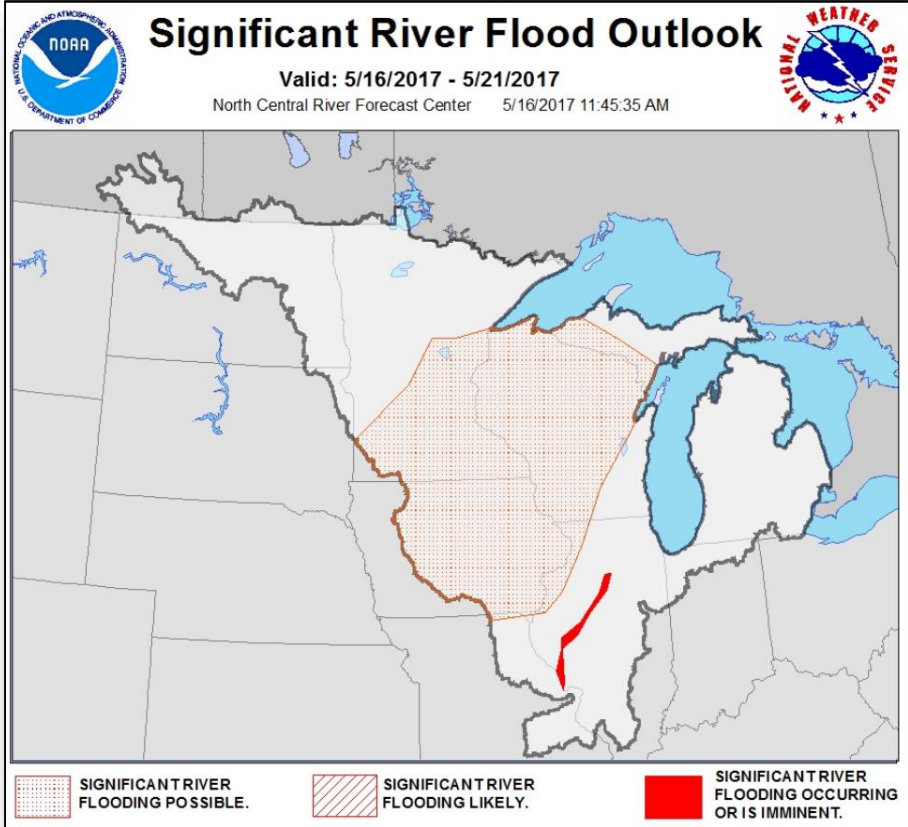 Significant River Flood Outlook
Valid: 5/16/2017 - 5/21/2017
North Central River Forecast Center 5/16/2017 11:45:35 AM
NATIONAL OCEANIC AND ATMOSPHERIC ADMINISTRATION
NOAA
U.S. DEPARTMENT OF COMMERCE
NATIONAL WEATHER SERVICE
SIGNIFICANT RIVER
FLOODING POSSIBLE.
SIGNIFICANT RIVER
FLOODING LIKELY.
SIGNIFICANT RIVER
FLOODING OCCURRING
OR IS IMMINENT.